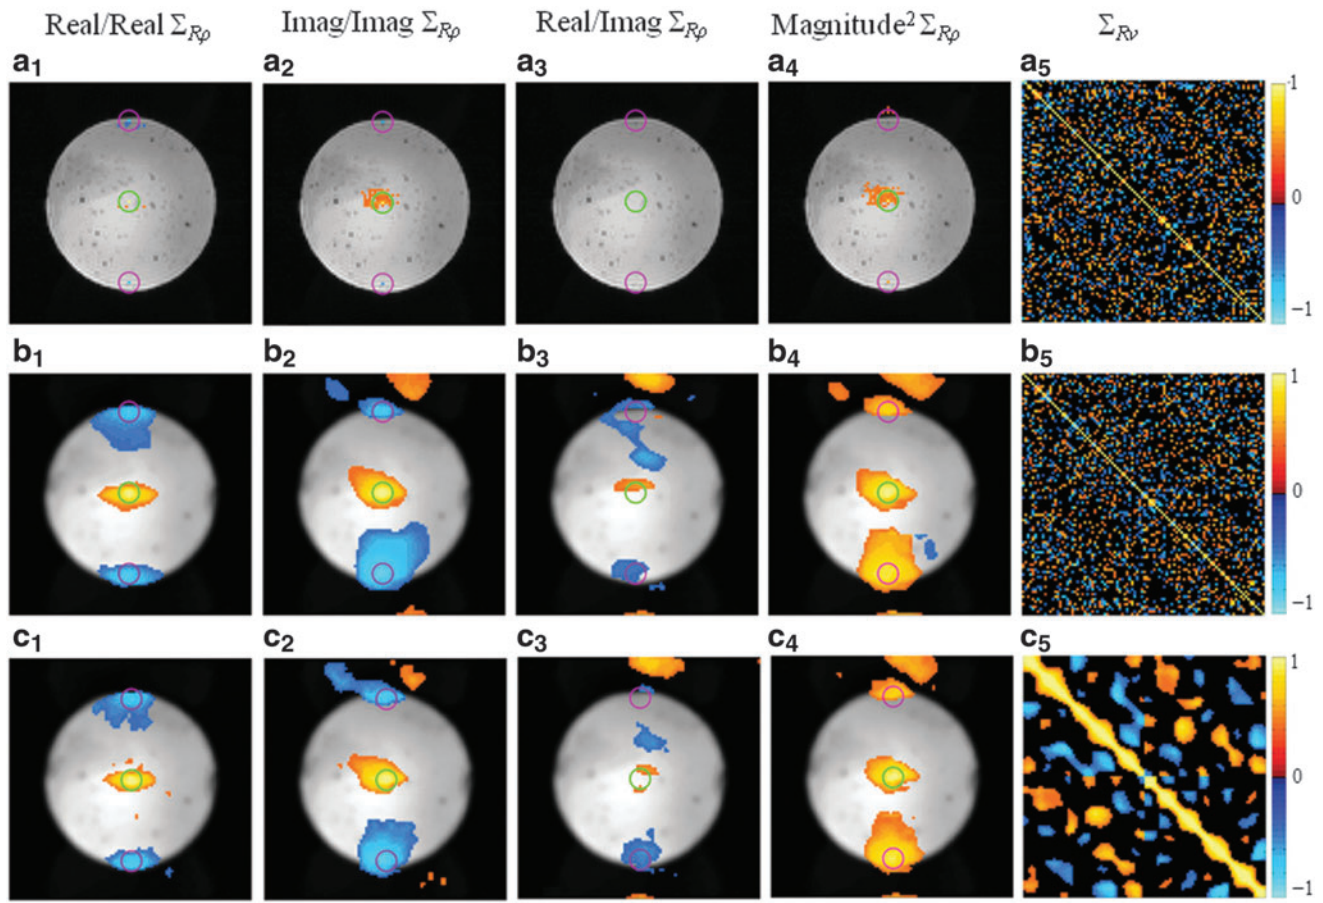 Real/Real Σ_Rρ Imag/Imag Σ_Rρ Real/Imag Σ_Rρ Magnitude² Σ_Rρ Σ_Rν
a1 a2 a3 a4 a5
1
0
−1
b1 b2 b3 b4 b5
1
0
−1
c1 c2 c3 c4 c5
1
0
−1